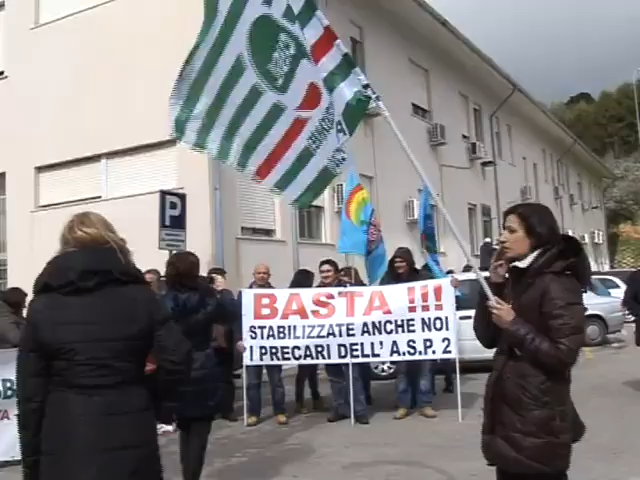 P
BASTA !!!
STABILIZZATE ANCHE NOI
I PRECARI DELL' A.S.P. 2